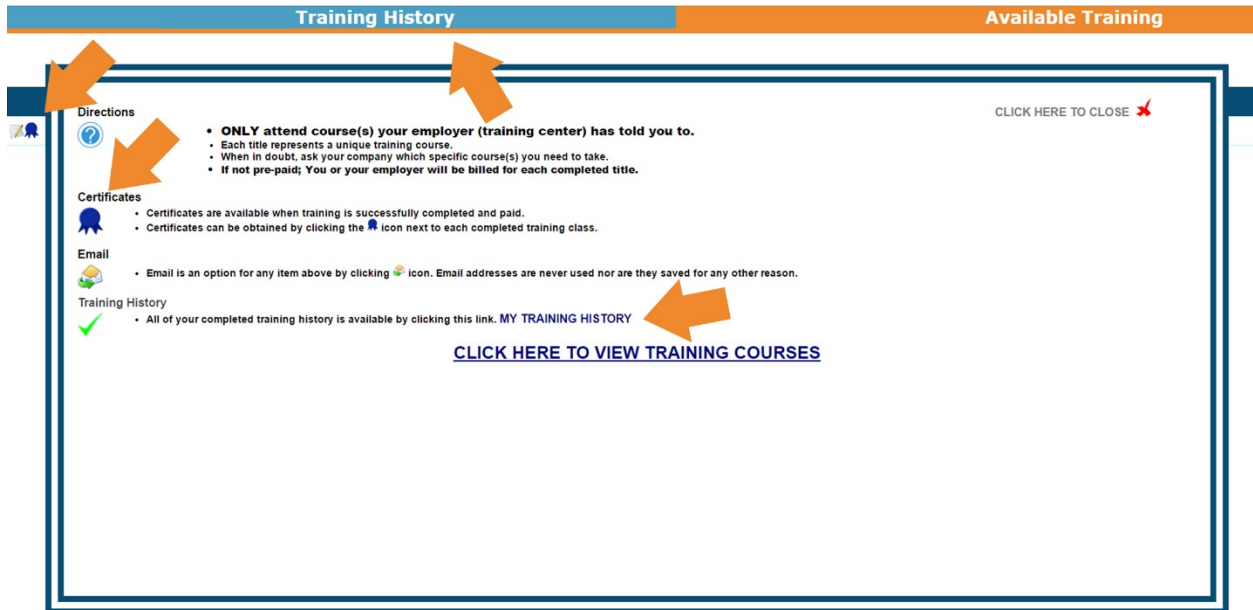 Training History
Available Training
Directions
CLICK HERE TO CLOSE
• ONLY attend course(s) your employer (training center) has told you to.
• Each title represents a unique training course.
• When in doubt, ask your company which specific course(s) you need to take.
• If not pre-paid; You or your employer will be billed for each completed title.
Certificates
• Certificates are available when training is successfully completed and paid.
• Certificates can be obtained by clicking the icon next to each completed training class.
Email
• Email is an option for any item above by clicking icon. Email addresses are never used nor are they saved for any other reason.
Training History
• All of your completed training history is available by clicking this link. MY TRAINING HISTORY
CLICK HERE TO VIEW TRAINING COURSES